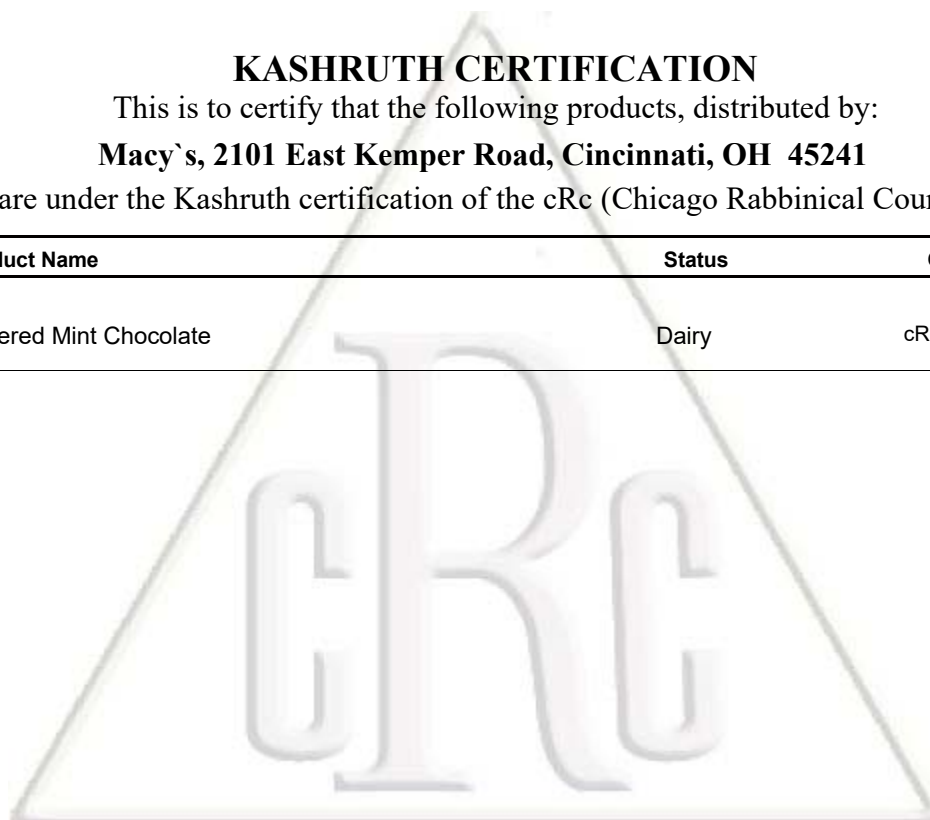 KASHRUTH CERTIFICATION
This is to certify that the following products, distributed by:
Macy`s, 2101 East Kemper Road, Cincinnati, OH 45241
are under the Kashruth certification of the cRc (Chicago Rabbinical
Name Status
Mint Chocolate Dairy
cRc